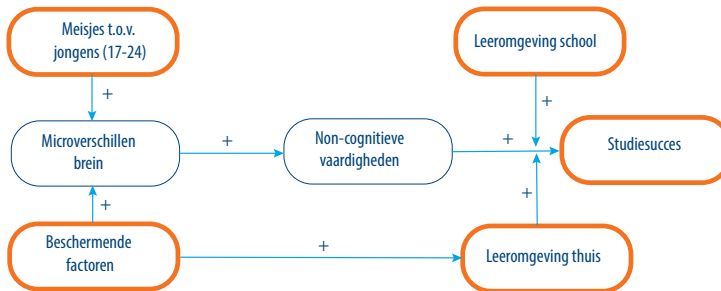 Meisjes t.o.v.
jongens (17-24)
Leeromgeving school
+
+
Microverschillen
brein
+
Non-cognitieve
vaardigheden
+
Studiesucces
+
+
Beschermende
factoren
+
Leeromgeving thuis